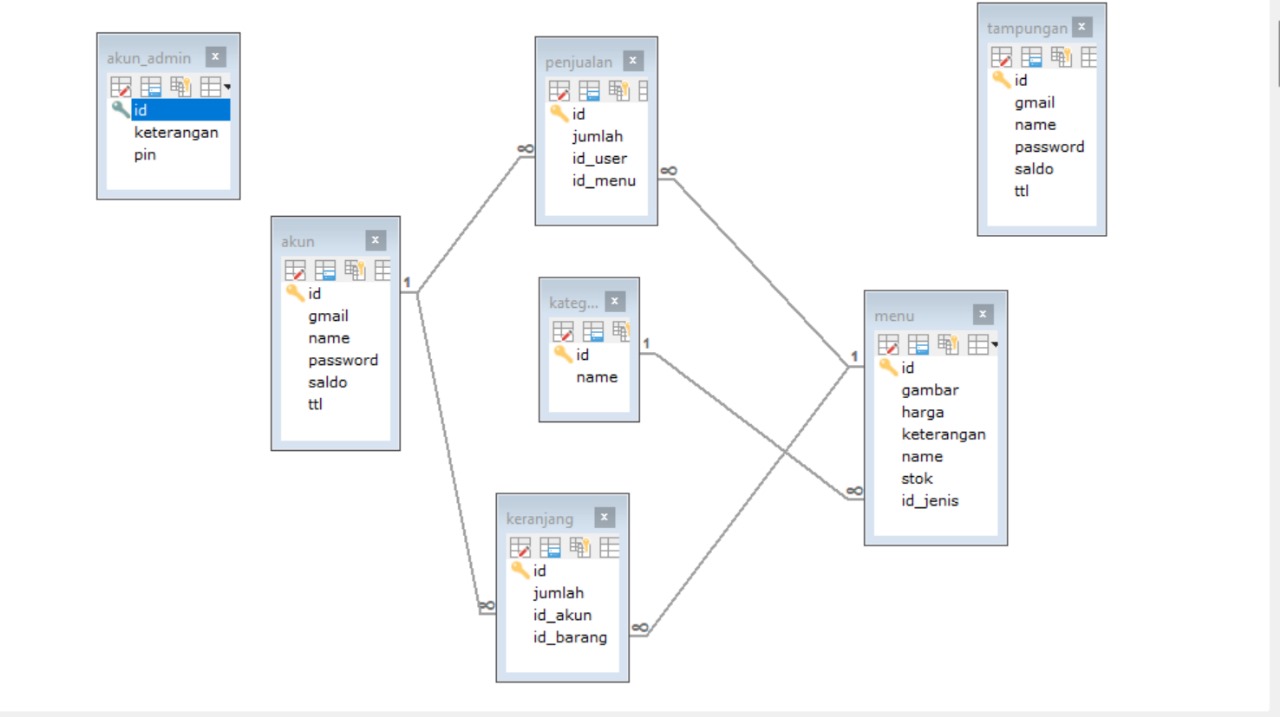 akun_admin
id
keterangan
pin
akun
id
gmail
name
password
saldo
ttl
1
penjualan
id
jumlah
id_user
id_menu
∞
∞
kateg...
id
name
1
keranjang
id
jumlah
id_akun
id_barang
∞
∞
tampungan
id
gmail
name
password
saldo
ttl
menu
id
gambar
harga
keterangan
name
stok
id_jenis
1
∞